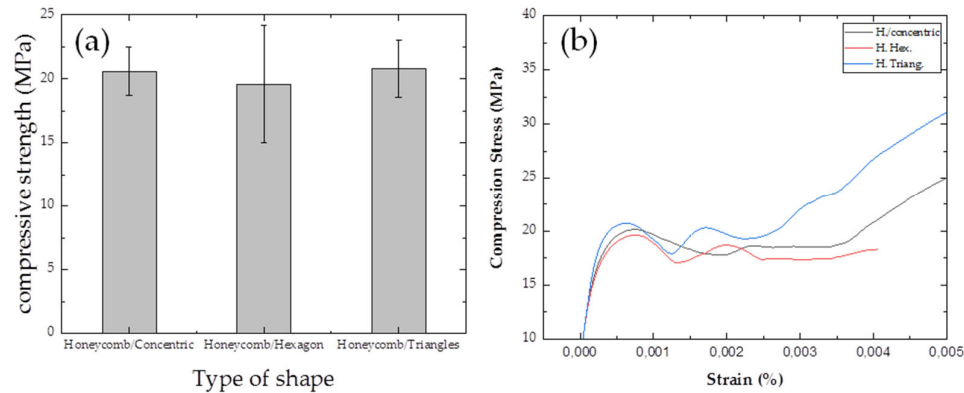 (a)
25
20
15
10
5
0
compressive strength (MPa)
Honeycomb/Concentric Honeycomb/Hexagon Honeycomb/Triangles
Type of shape
(b)
H./concentric
H. Hex.
H. Triang.
40
35
30
25
20
15
10
Compression Stress (MPa)
0,000 0,001 0,002 0,003 0,004 0,005
Strain (%)